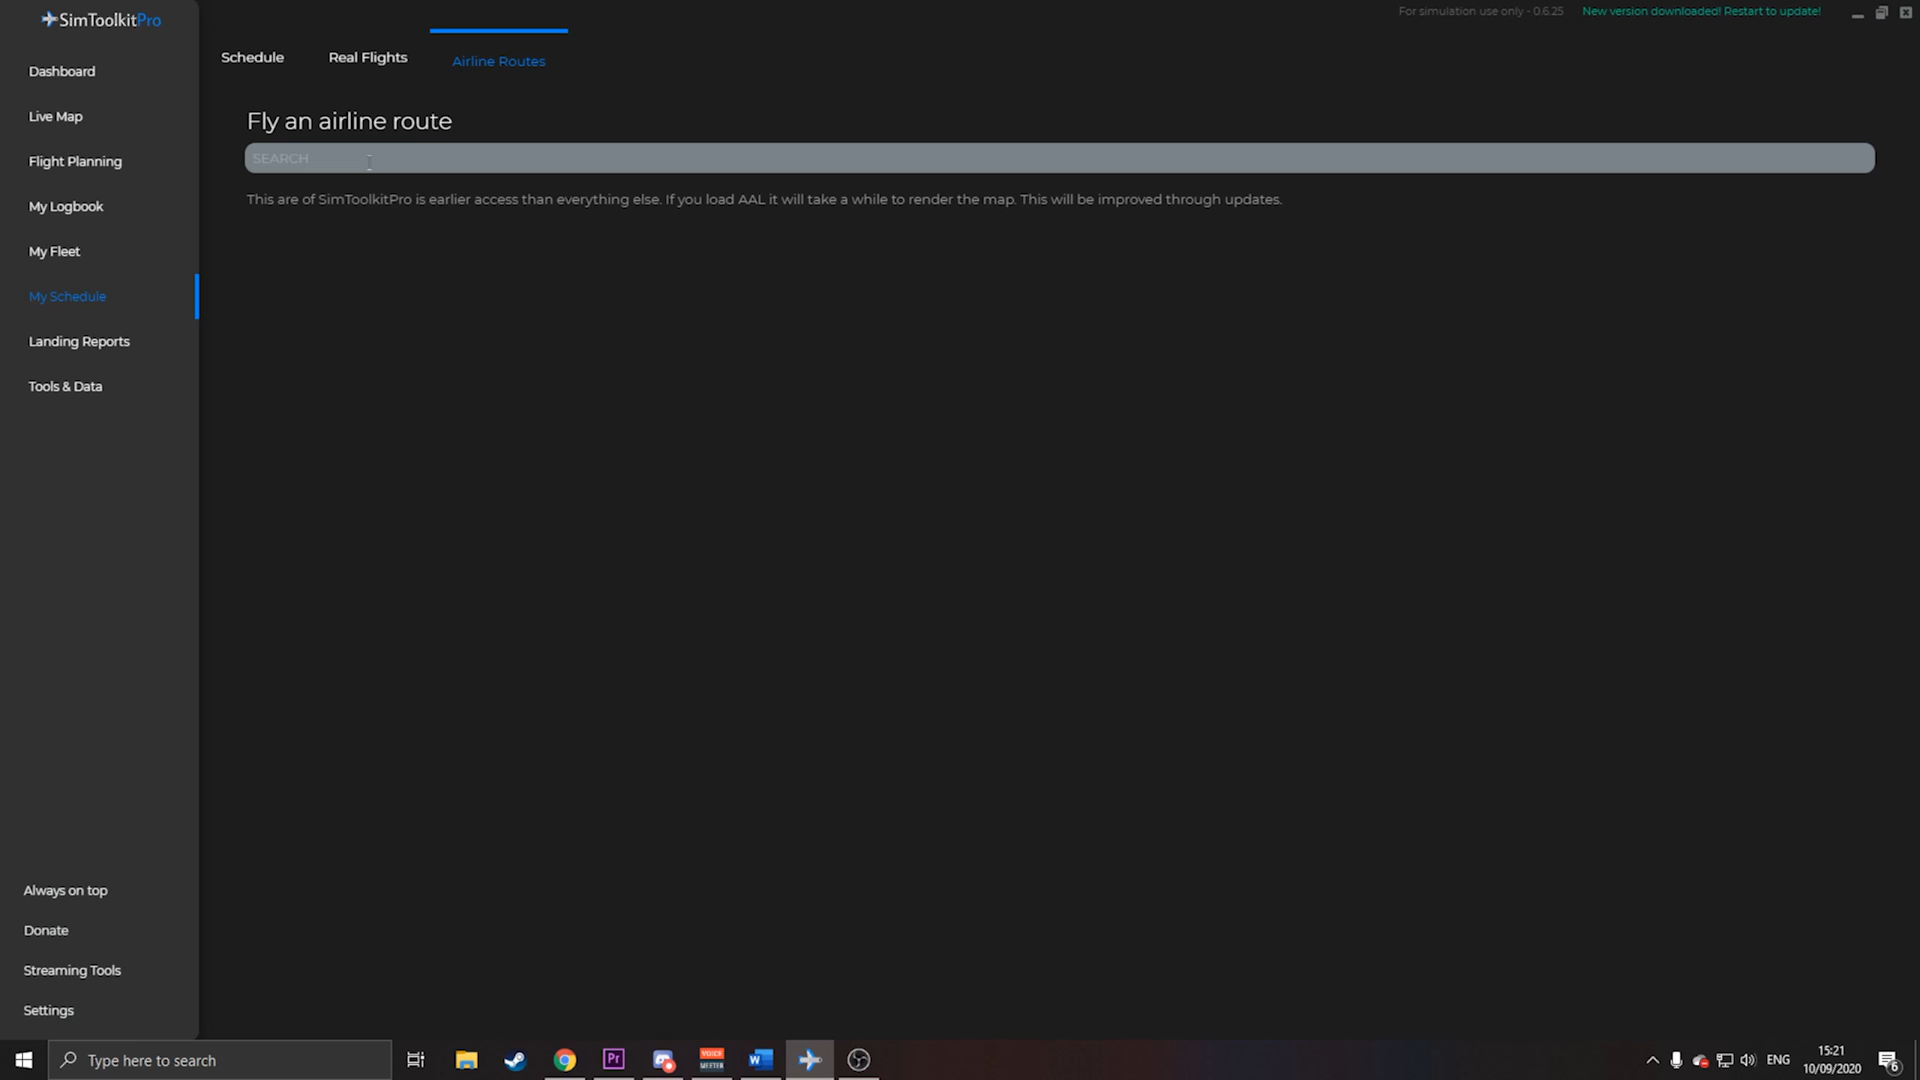 SimToolkitPro
For simulation use only - 0.6.25
New version downloaded! Restart to update!
Schedule
Real Flights
Airline Routes
Dashboard
Live Map
Flight Planning
My Logbook
My Fleet
My Schedule
Landing Reports
Tools & Data
Fly an airline route
SEARCH
This are of SimToolkitPro is earlier access than everything else. If you load AAL it will take a while to render the map. This will be improved through updates.
Always on top
Donate
Streaming Tools
Settings
Type here to search
Pr
VOICE
MEETER
W
ENG
15:21
10/09/2020
6